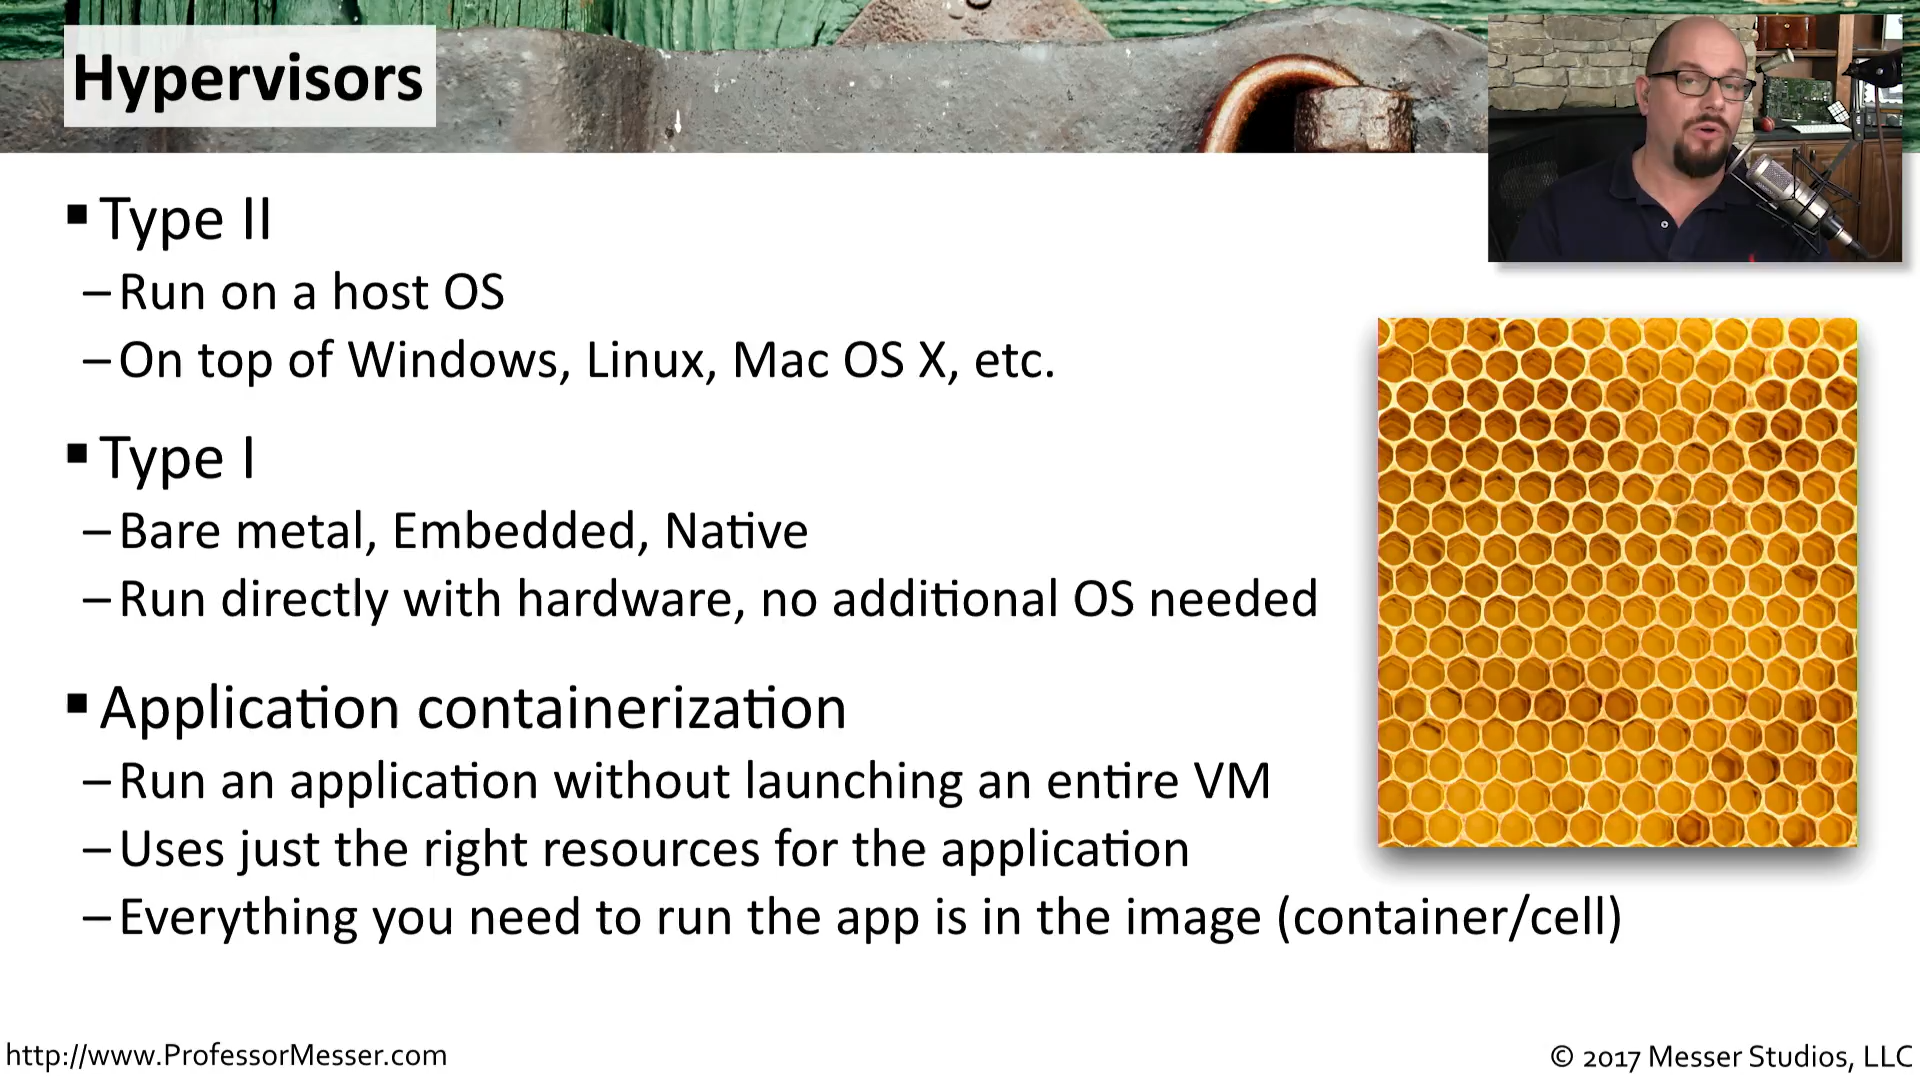 Hypervisors
▪ Type II
– Run on a host OS
– On top of Windows, Linux, Mac OS X, etc.
▪ Type I
– Bare metal, Embedded, Native
– Run directly with hardware, no additional OS needed
▪ Application containerization
– Run an application without launching an entire VM
– Uses just the right resources for the application
– Everything you need to run the app is in the image (container/cell)
http://www.ProfessorMesser.com
© 2017 Messer Studios, LLC